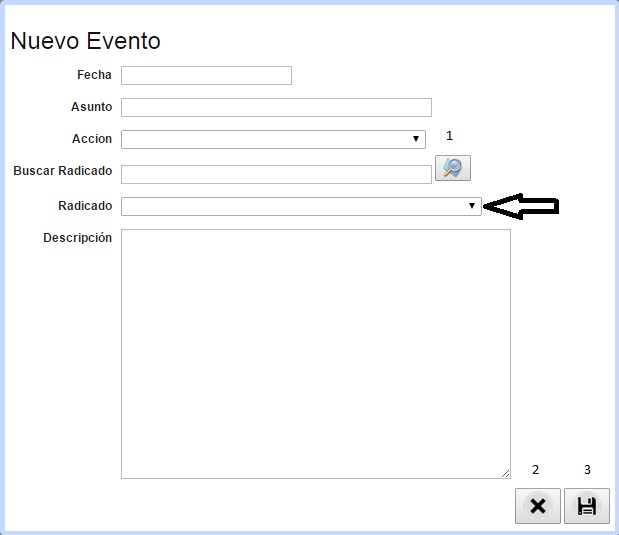 Nuevo Evento
Fecha
Asunto
Accion
1
Buscar Radicado
Radicado
Descripción
2 3